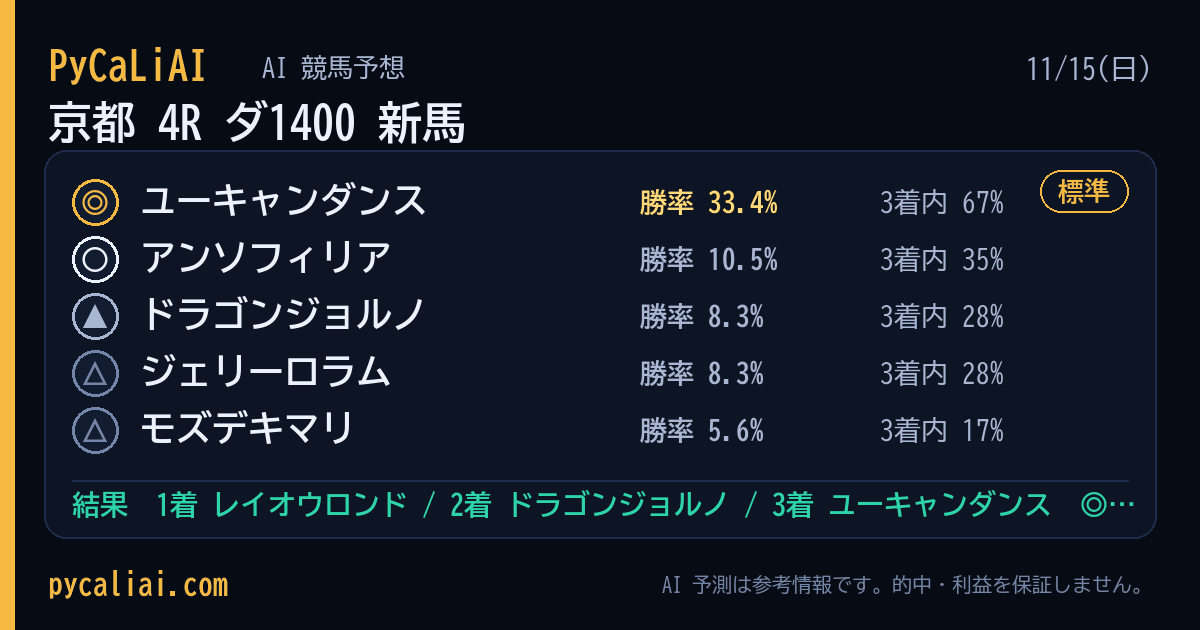 PyCaLiAI AI 競馬予想 11/15(日)
京都 4R ダ1400 新馬
◎ ユーキャンダンス 勝率 33.4% 3着内 67% 標準
○ アンソフィリア 勝率 10.5% 3着内 35%
▲ ドラゴンジョルノ 勝率 8.3% 3着内 28%
△ ジェリーロラム 勝率 8.3% 3着内 28%
△ モズデキマリ 勝率 5.6% 3着内 17%
結果 1着 レイオウロンド / 2着 ドラゴンジョルノ / 3着 ユーキャンダンス ◎…
pycaliai.com AI 予測は参考情報です。的中・利益を保証しません。